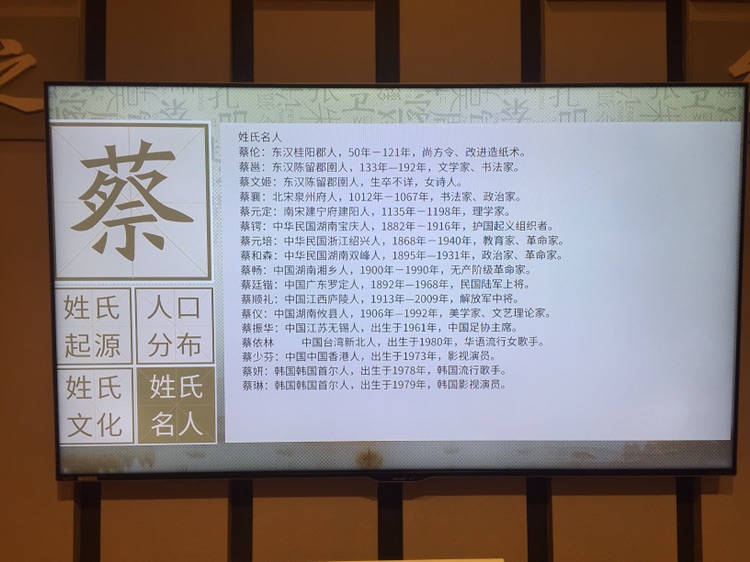 蔡
姓氏
起源
人口
分布
姓氏
文化
姓氏
名人
姓氏名人
蔡伦：东汉桂阳郡人，50年－121年，尚方令、改进造纸术。
蔡邕：东汉陈留郡圉人，133年—192年，文学家、书法家。
蔡文姬：东汉陈留郡圉人，生卒不详，女诗人。
蔡襄：北宋泉州府人，1012年－1067年，书法家、政治家。
蔡元定：南宋建宁府建阳人，1135年－1198年，理学家。
蔡锷：中华民国湖南宝庆人，1882年－1916年，护国起义组织者。
蔡元培：中华民国浙江绍兴人，1868年－1940年，教育家、革命家。
蔡和森：中华民国湖南双峰人，1895年—1931年，政治家、革命家。
蔡畅：中国湖南湘乡人，1900年－1990年，无产阶级革命家。
蔡廷锴：中国广东罗定人，1892年—1968年，民国陆军上将。
蔡顺礼：中国江西庐陵人，1913年—2009年，解放军中将。
蔡仪：中国湖南攸县人，1906年—1992年，美学家、文艺理论家。
蔡振华：中国江苏无锡人，出生于1961年，中国足协主席。
蔡依林 中国台湾新北人，出生于1980年，华语流行女歌手。
蔡少芬：中国中国香港人，出生于1973年，影视演员。
蔡妍：韩国韩国首尔人，出生于1978年，韩国流行歌手。
蔡琳：韩国韩国首尔人，出生于1979年，韩国影视演员。